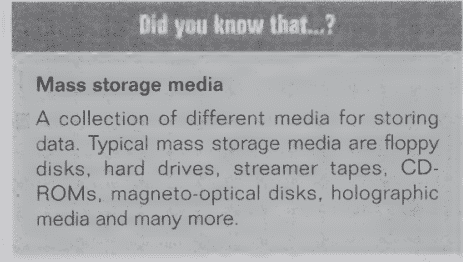 Did you know that...?
Mass storage media
A collection of different media for storing
data. Typical mass storage media are floppy
disks, hard drives, streamer tapes, CD-
ROMs, magneto-optical disks, holographic
media and many more.